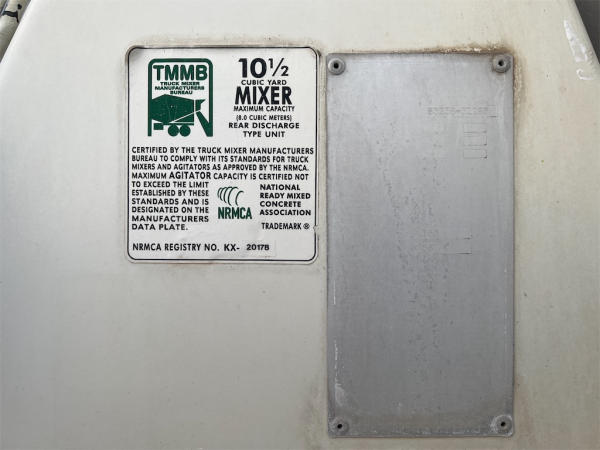 TMMB
TRUCK MIXER
MANUFACTURERS
BUREAU
10 1/2
CUBIC YARD
MIXER
MAXIMUM CAPACITY
(8.0 CUBIC METERS)
REAR DISCHARGE
TYPE UNIT
CERTIFIED BY THE TRUCK MIXER MANUFACTURERS
BUREAU TO COMPLY WITH ITS STANDARDS FOR TRUCK
MIXERS AND AGITATORS AS APPROVED BY THE NRMCA.
MAXIMUM AGITATOR CAPACITY IS CERTIFIED NOT
TO EXCEED THE LIMIT
ESTABLISHED BY THESE
STANDARDS AND IS
DESIGNATED ON THE
MANUFACTURERS
DATA PLATE.
NRMCA
NATIONAL
READY MIXED
CONCRETE
ASSOCIATION
TRADEMARK ®
NRMCA REGISTRY NO. KX- 20178